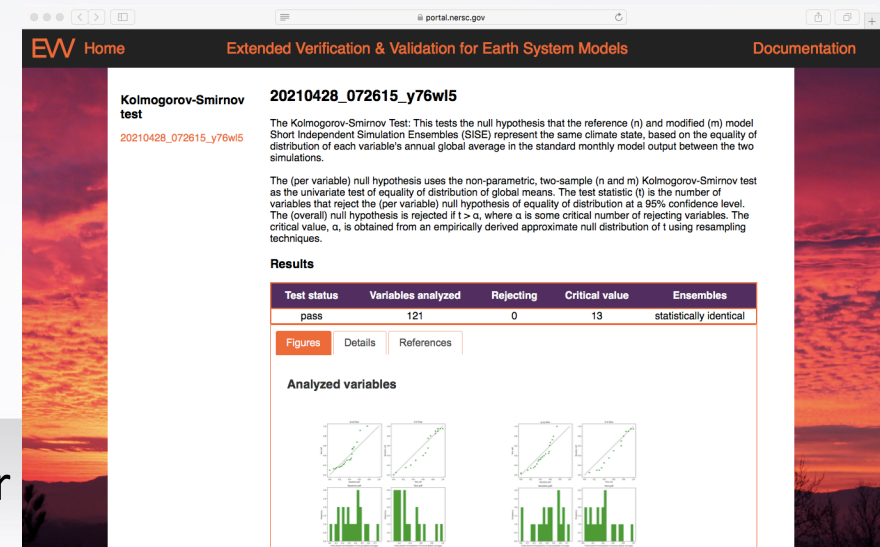 portal.nersc.gov
EVV Home Extended Verification & Validation for Earth System Models Documentation
Kolmogorov-Smirnov
test
20210428_072615_y76wl5
20210428_072615_y76wl5
The Kolmogorov-Smirnov Test: This tests the null hypothesis that the reference (n) and modified (m) model
Short Independent Simulation Ensembles (SISE) represent the same climate state, based on the equality of
distribution of each variable's annual global average in the standard monthly model output between the two
simulations.
The (per variable) null hypothesis uses the non-parametric, two-sample (n and m) Kolmogorov-Smirnov test
as the univariate test of equality of distribution of global means. The test statistic (t) is the number of
variables that reject the (per variable) null hypothesis of equality of distribution at a 95% confidence level.
The (overall) null hypothesis is rejected if t > α, where α is some critical number of rejecting variables. The
critical value, α, is obtained from an empirically derived approximate null distribution of t using resampling
techniques.
Results
Test status Variables analyzed Rejecting Critical value Ensembles
pass 121 0 13 statistically identical
Figures Details References
Analyzed variables
r